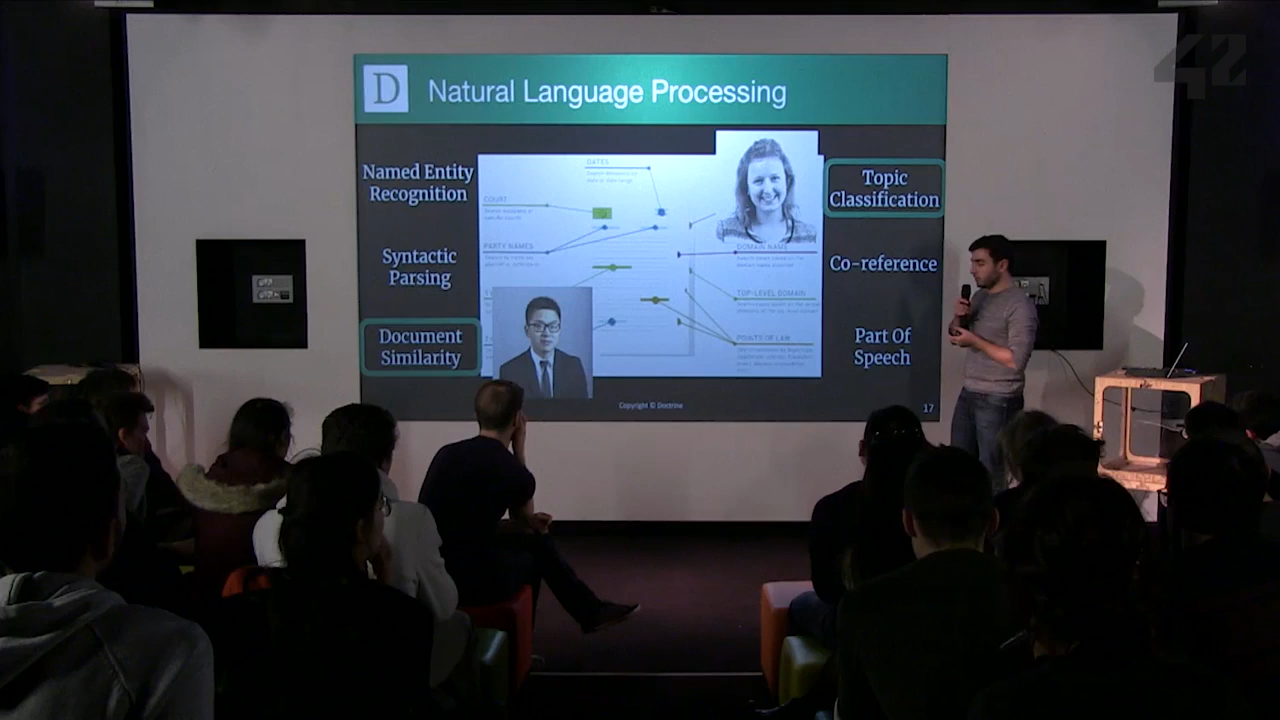 42
D
Natural Language Processing
Named Entity
Recognition
Syntactic
Parsing
Document
Similarity
DATES
COURT
PARTY NAMES
DOMAIN NAME
TOP-LEVEL DOMAIN
POINTS OF LAW
Topic
Classification
Co-reference
Part Of
Speech
Copyright © Doctrine
17